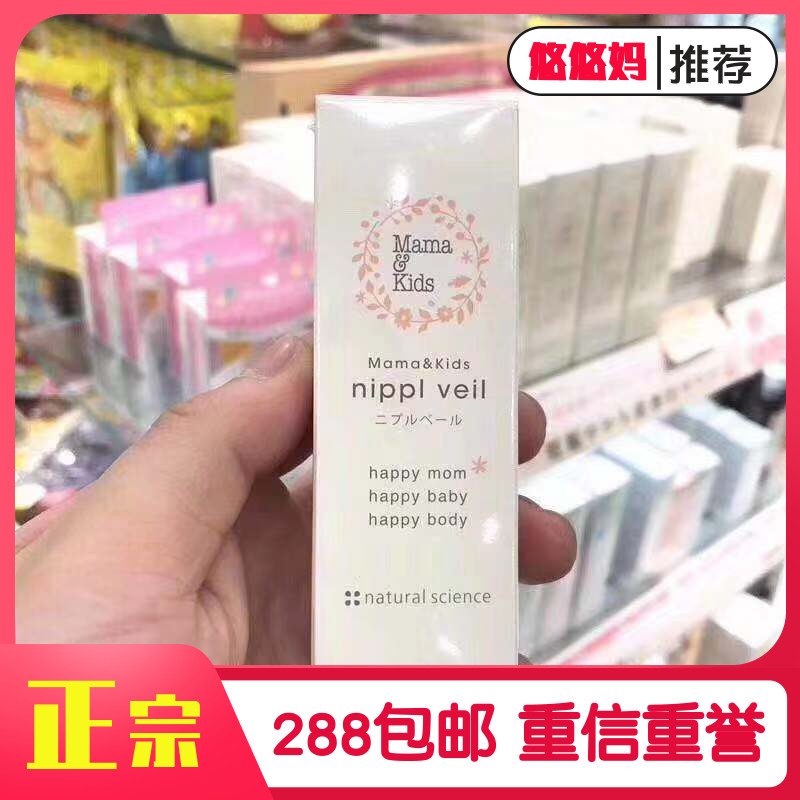 悠悠妈|推荐
Mama
&
Kids
Mama&Kids
nippl veil
ニプルベール
happy mom
happy baby
happy body
natural science
正宗
288包邮 重信重誉